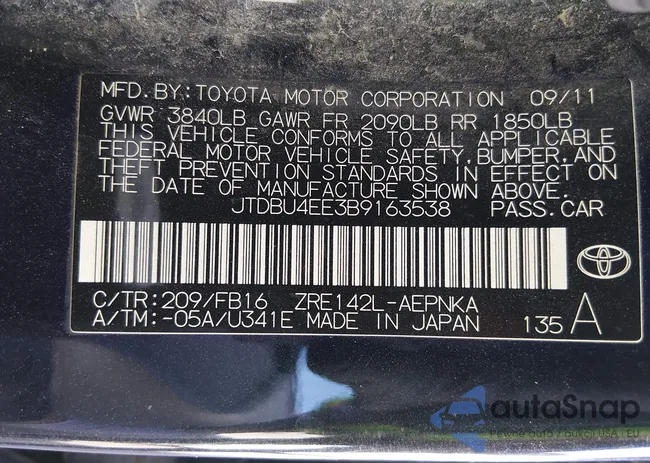 MFD.BY:TOYOTA MOTOR CORPORATION 09/11
GVWR 3840LB GAWR FR 2090LB RR 1850LB
THIS VEHICLE CONFORMS TO ALL APPLICABLE
FEDERAL MOTOR VEHICLE SAFETY,BUMPER,AND
THEFT PREVENTION STANDARDS IN EFFECT ON
THE DATE OF MANUFACTURE SHOWN ABOVE.
JTDBU4EE3B9163538 PASS.CAR
C/TR:209/FB16 ZRE142L-AEPNKA
A/TM:-05A/U341E MADE IN JAPAN 135 A
autaSnap